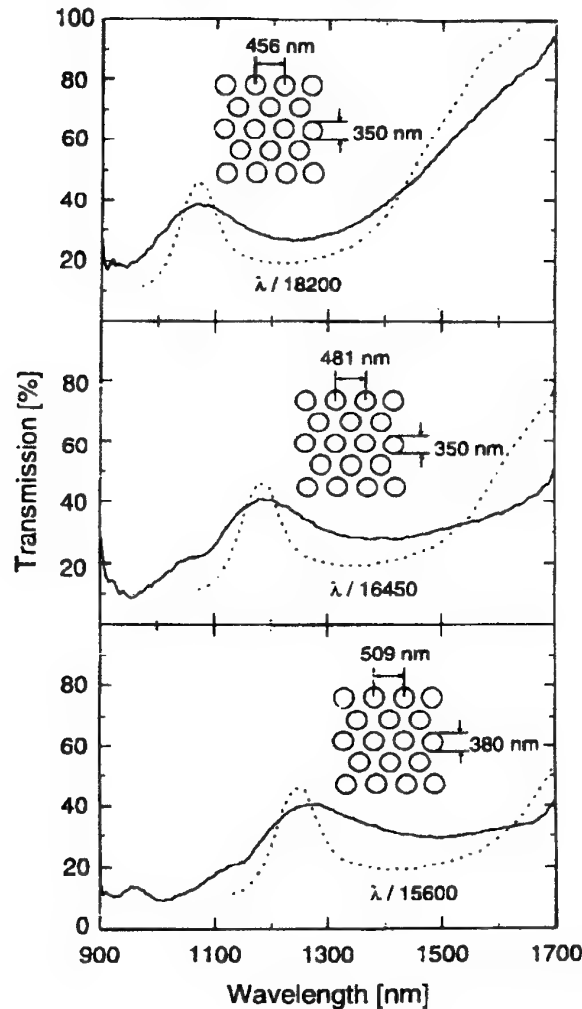 100
80
60
40
20
456 nm
350 nm
λ / 18200
80
60
40
20
481 nm
350 nm
λ / 16450
80
60
40
20
0
509 nm
380 nm
λ / 15600
900
1100
1300
1500
1700
Transmission [%]
Wavelength [nm]